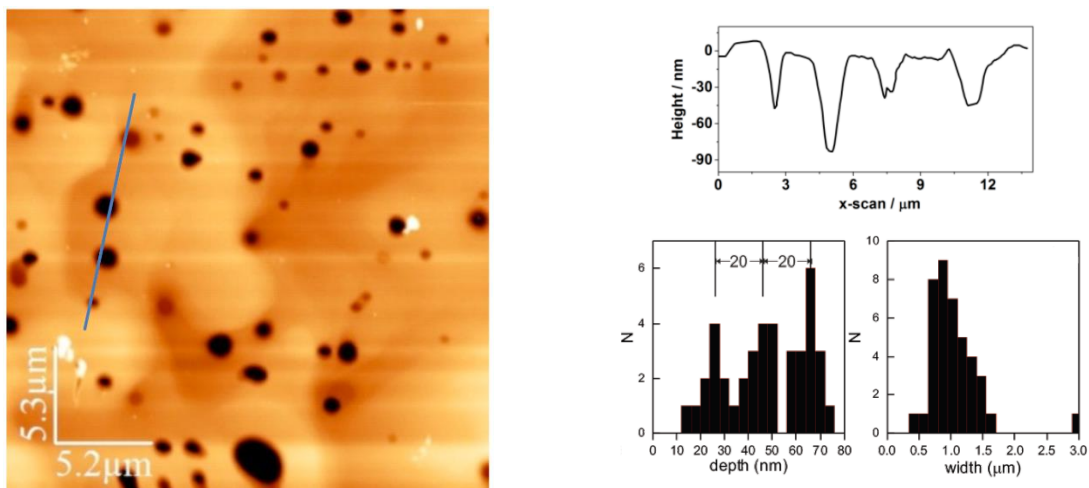 5.3μm
5.2μm
Height / nm
0
-30
-60
-90
0 3 6 9 12
x-scan / μm
N
6
4
2
0
20 20
0 10 20 30 40 50 60 70 80
depth (nm)
N
10
8
6
4
2
0
0.0 0.5 1.0 1.5 2.0 2.5 3.0
width (μm)